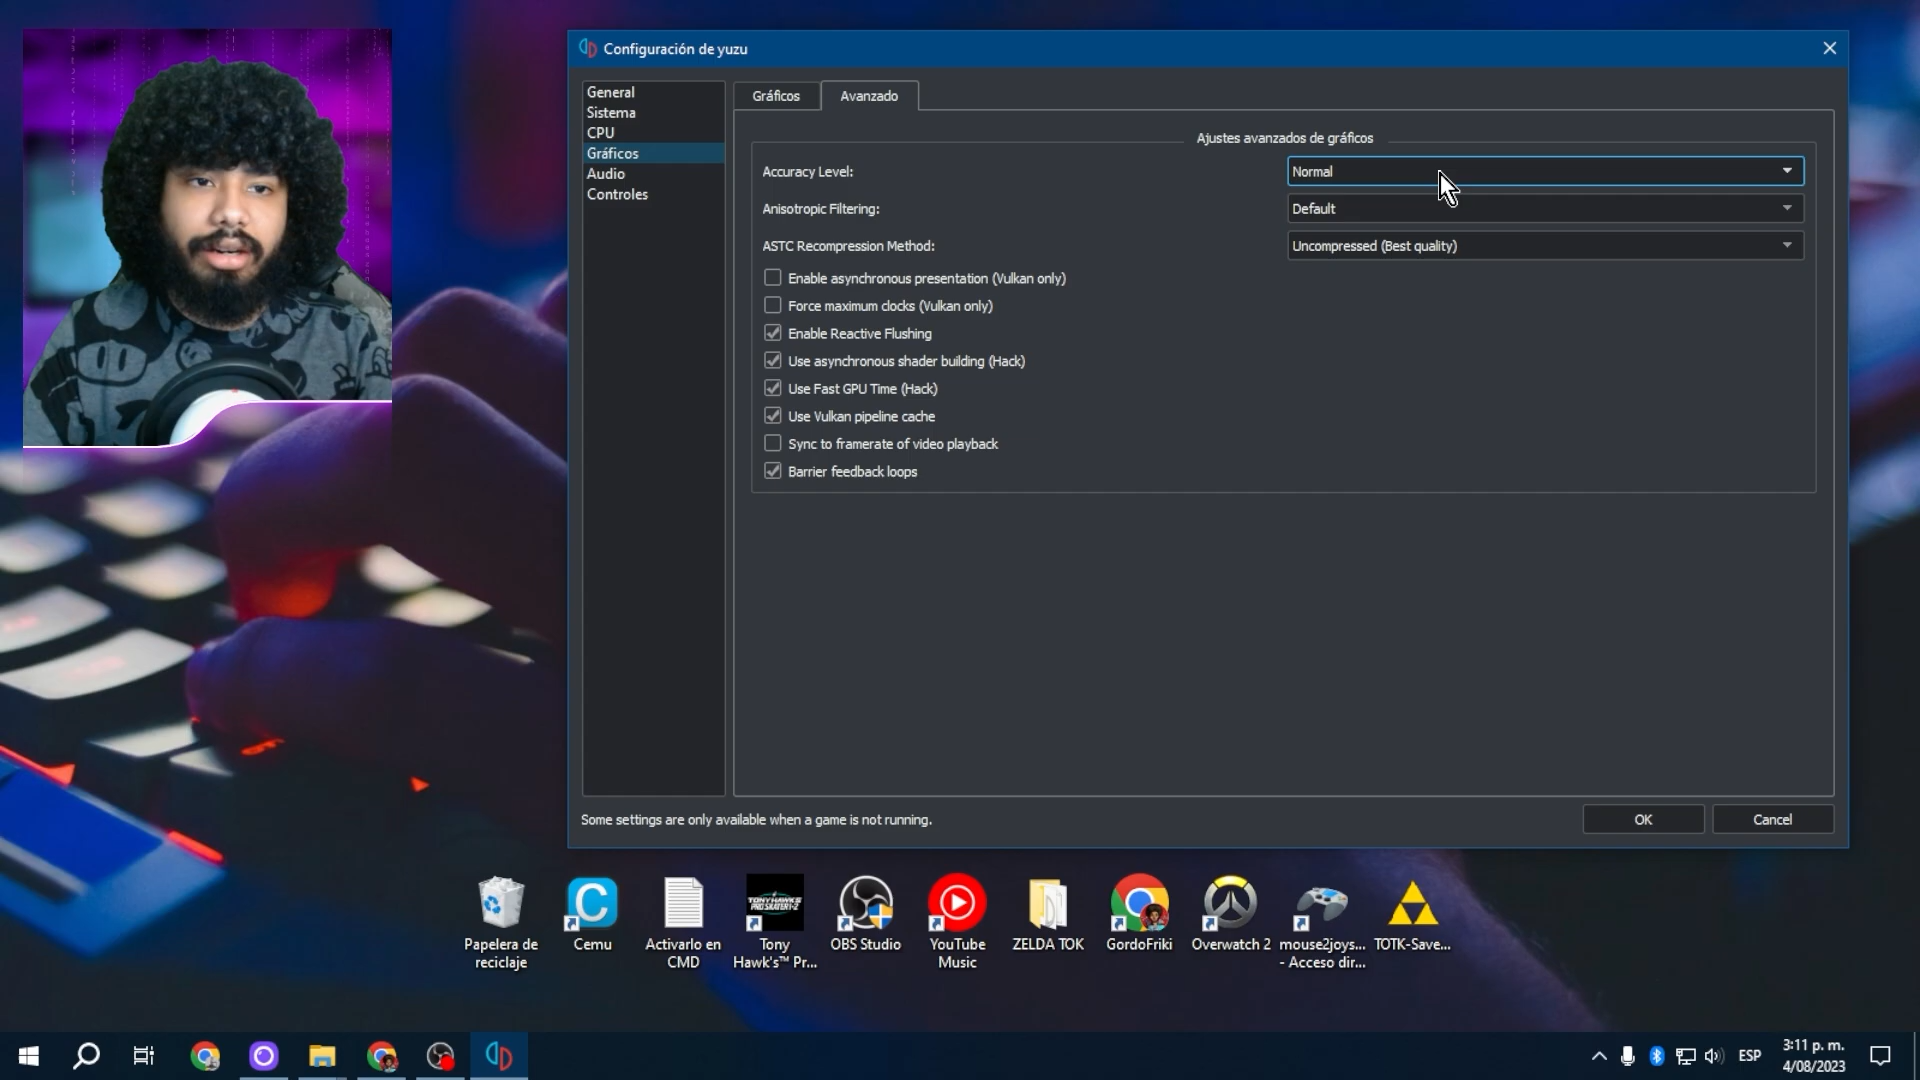 Configuración de yuzu
General
Sistema
CPU
Gráficos
Audio
Controles
Gráficos
Avanzado
Ajustes avanzados de gráficos
Accuracy Level:
Normal
Anisotropic Filtering:
Default
ASTC Recompression Method:
Uncompressed (Best quality)
Enable asynchronous presentation (Vulkan only)
Force maximum clocks (Vulkan only)
Enable Reactive Flushing
Use asynchronous shader building (Hack)
Use Fast GPU Time (Hack)
Use Vulkan pipeline cache
Sync to framerate of video playback
Barrier feedback loops
Some settings are only available when a game is not running.
OK
Cancel
Papelera de
reciclaje
Cemu
Activarlo en
CMD
Tony
Hawk's™ Pr...
OBS Studio
YouTube
Music
ZELDA TOK
GordoFriki
Overwatch 2
mouse2joys...
- Acceso dir...
TOTK-Save...
ESP
3:11 p. m.
4/08/2023